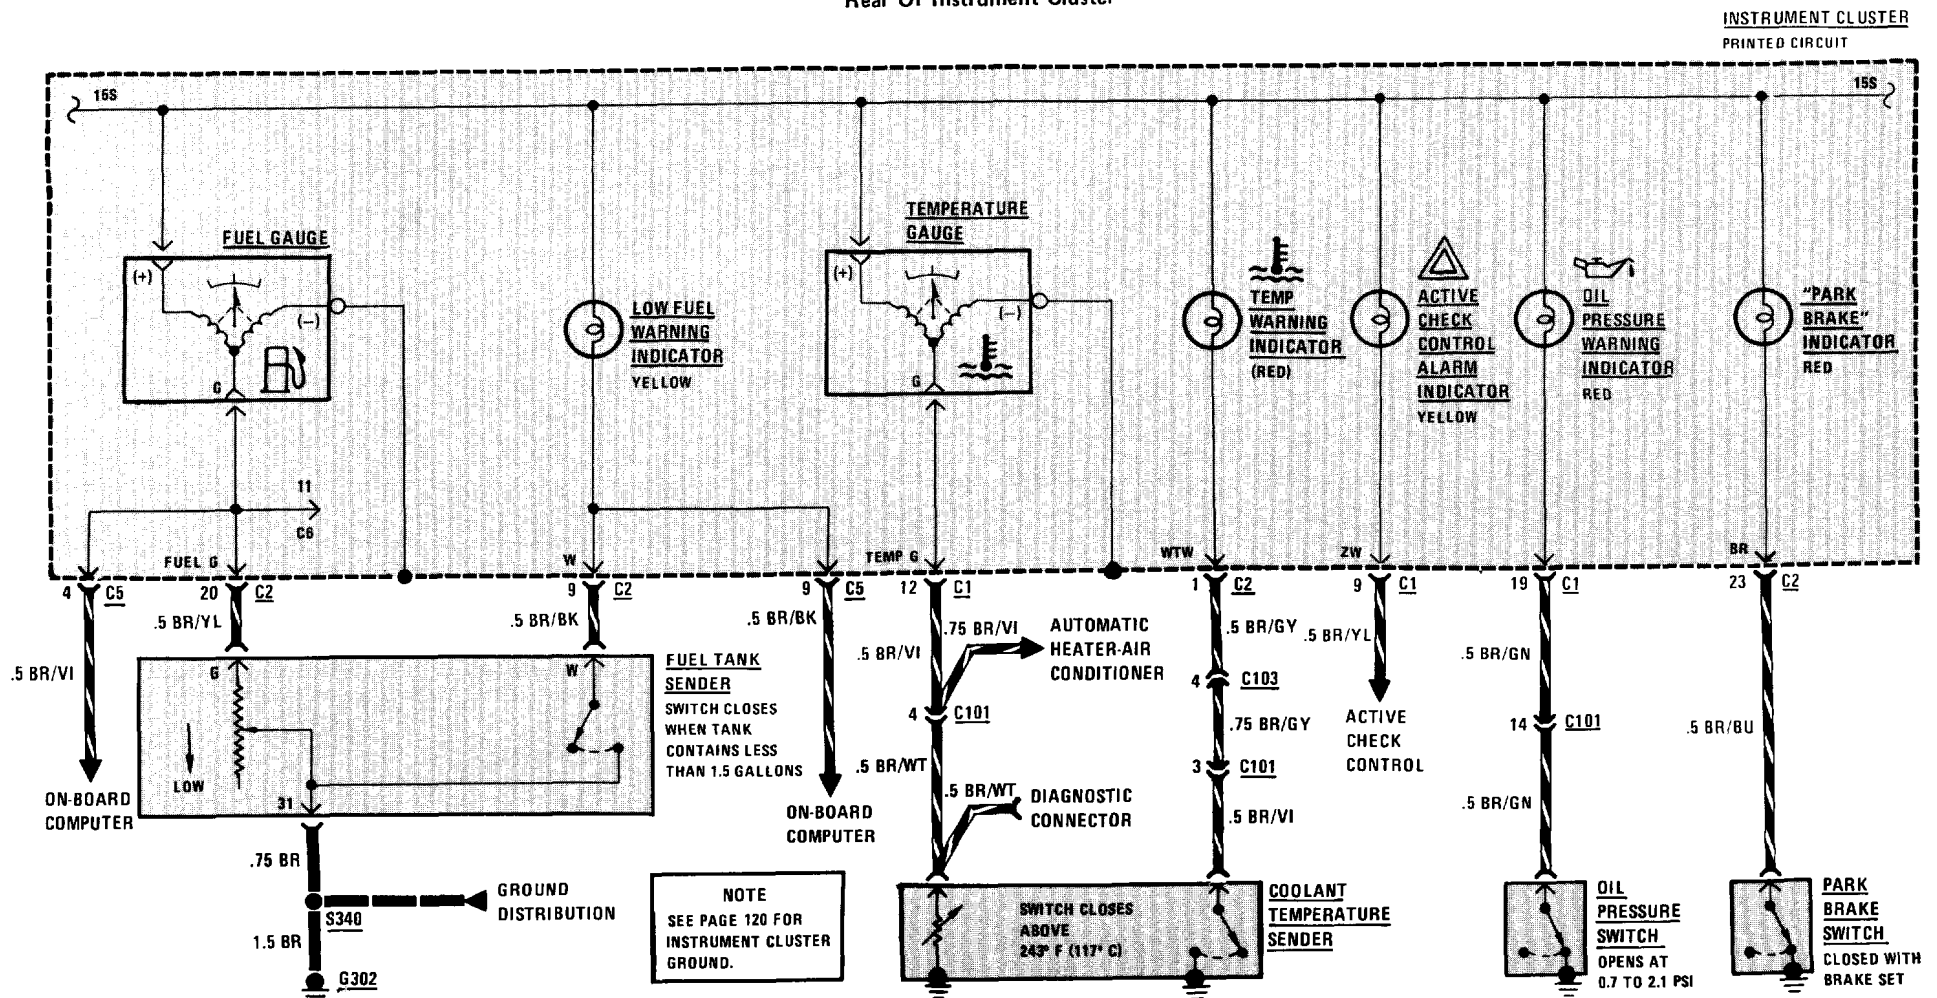 Rear Of Instrument Cluster
INSTRUMENT CLUSTER
PRINTED CIRCUIT
15S
15S
FUEL GAUGE
(+)
(–)
G
LOW FUEL
WARNING
INDICATOR
YELLOW
TEMPERATURE
GAUGE
(+)
(–)
G
TEMP
WARNING
INDICATOR
(RED)
ACTIVE
CHECK
CONTROL
ALARM
INDICATOR
YELLOW
OIL
PRESSURE
WARNING
INDICATOR
RED
"PARK
BRAKE"
INDICATOR
RED
11
C6
FUEL G
W
TEMP G
WTW
ZW
BR
4 C5
20 C2
9 C2
9 C5
12 C1
1 C2
9 C1
19 C1
23 C2
.5 BR/VI
.5 BR/YL
.5 BR/BK
.5 BR/BK
.5 BR/VI
.75 BR/VI
AUTOMATIC
HEATER-AIR
CONDITIONER
.5 BR/GY
.5 BR/YL
.5 BR/GN
.5 BR/BU
G
W
LOW
31
FUEL TANK
SENDER
SWITCH CLOSES
WHEN TANK
CONTAINS LESS
THAN 1.5 GALLONS
4 C101
4 C103
.75 BR/GY
3 C101
14 C101
ACTIVE
CHECK
CONTROL
.5 BR/WT
.5 BR/WT
DIAGNOSTIC
CONNECTOR
.5 BR/VI
.5 BR/GN
ON-BOARD
COMPUTER
ON-BOARD
COMPUTER
.75 BR
S340
GROUND
DISTRIBUTION
1.5 BR
G302
NOTE
SEE PAGE 120 FOR
INSTRUMENT CLUSTER
GROUND.
SWITCH CLOSES
ABOVE
243° F (117° C)
COOLANT
TEMPERATURE
SENDER
OIL
PRESSURE
SWITCH
OPENS AT
0.7 TO 2.1 PSI
PARK
BRAKE
SWITCH
CLOSED WITH
BRAKE SET